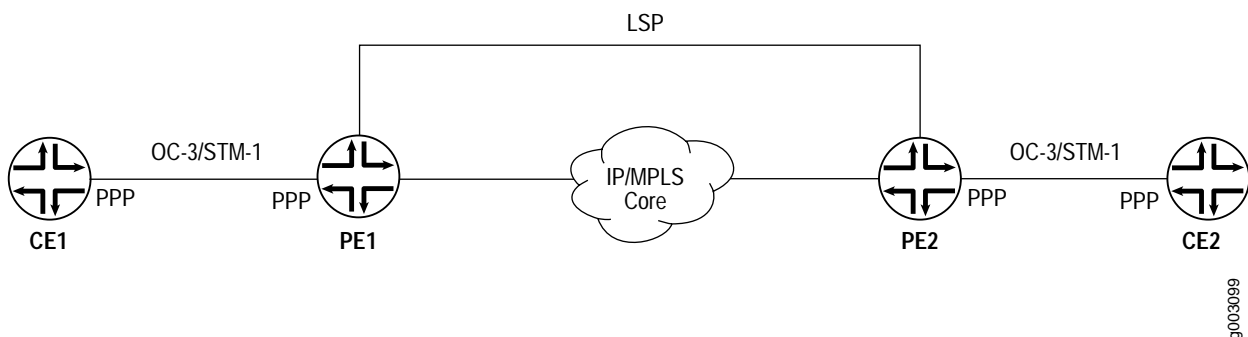 LSP
OC-3/STM-1
OC-3/STM-1
IP/MPLS
Core
PPP
PPP
PPP
PPP
CE1
PE1
PE2
CE2
g003099